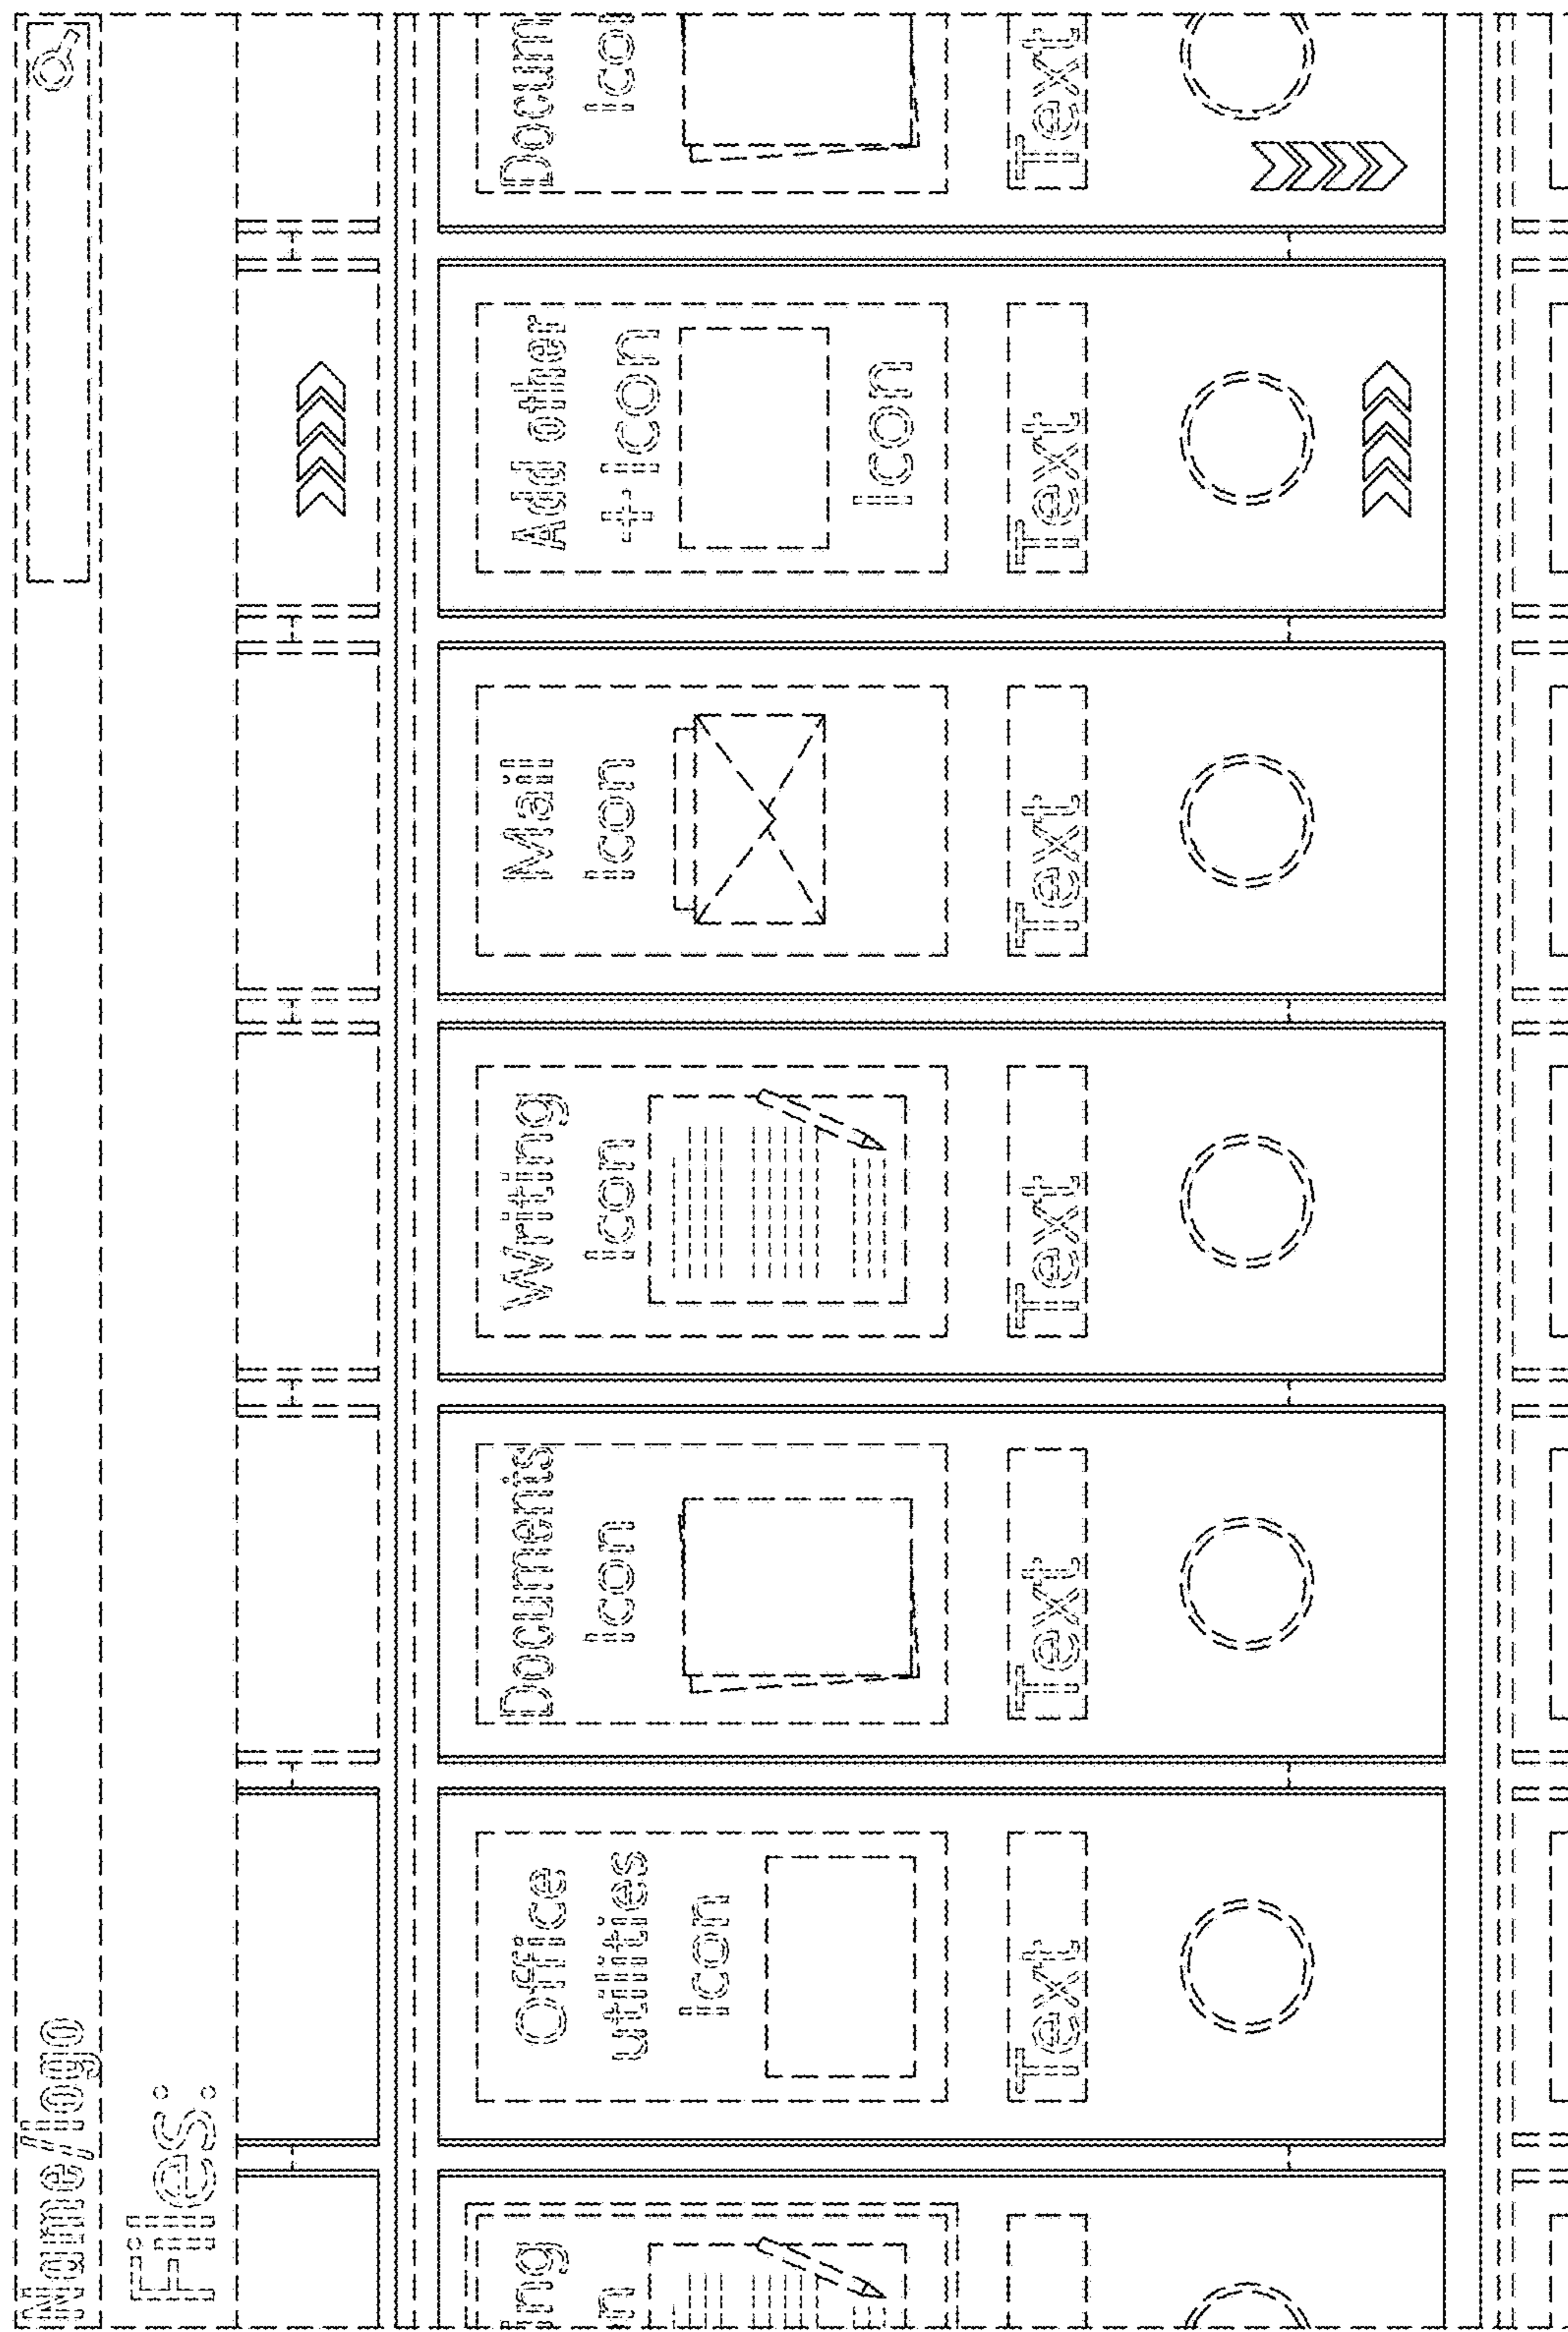 Name/logo
Files:
ing
n
Office
utilities
Icon
Text
Documents
Icon
Text
Writing
Icon
Text
Mail
Icon
Text
Add other
+ Icon
Icon
Text
Docum
Icon
Text